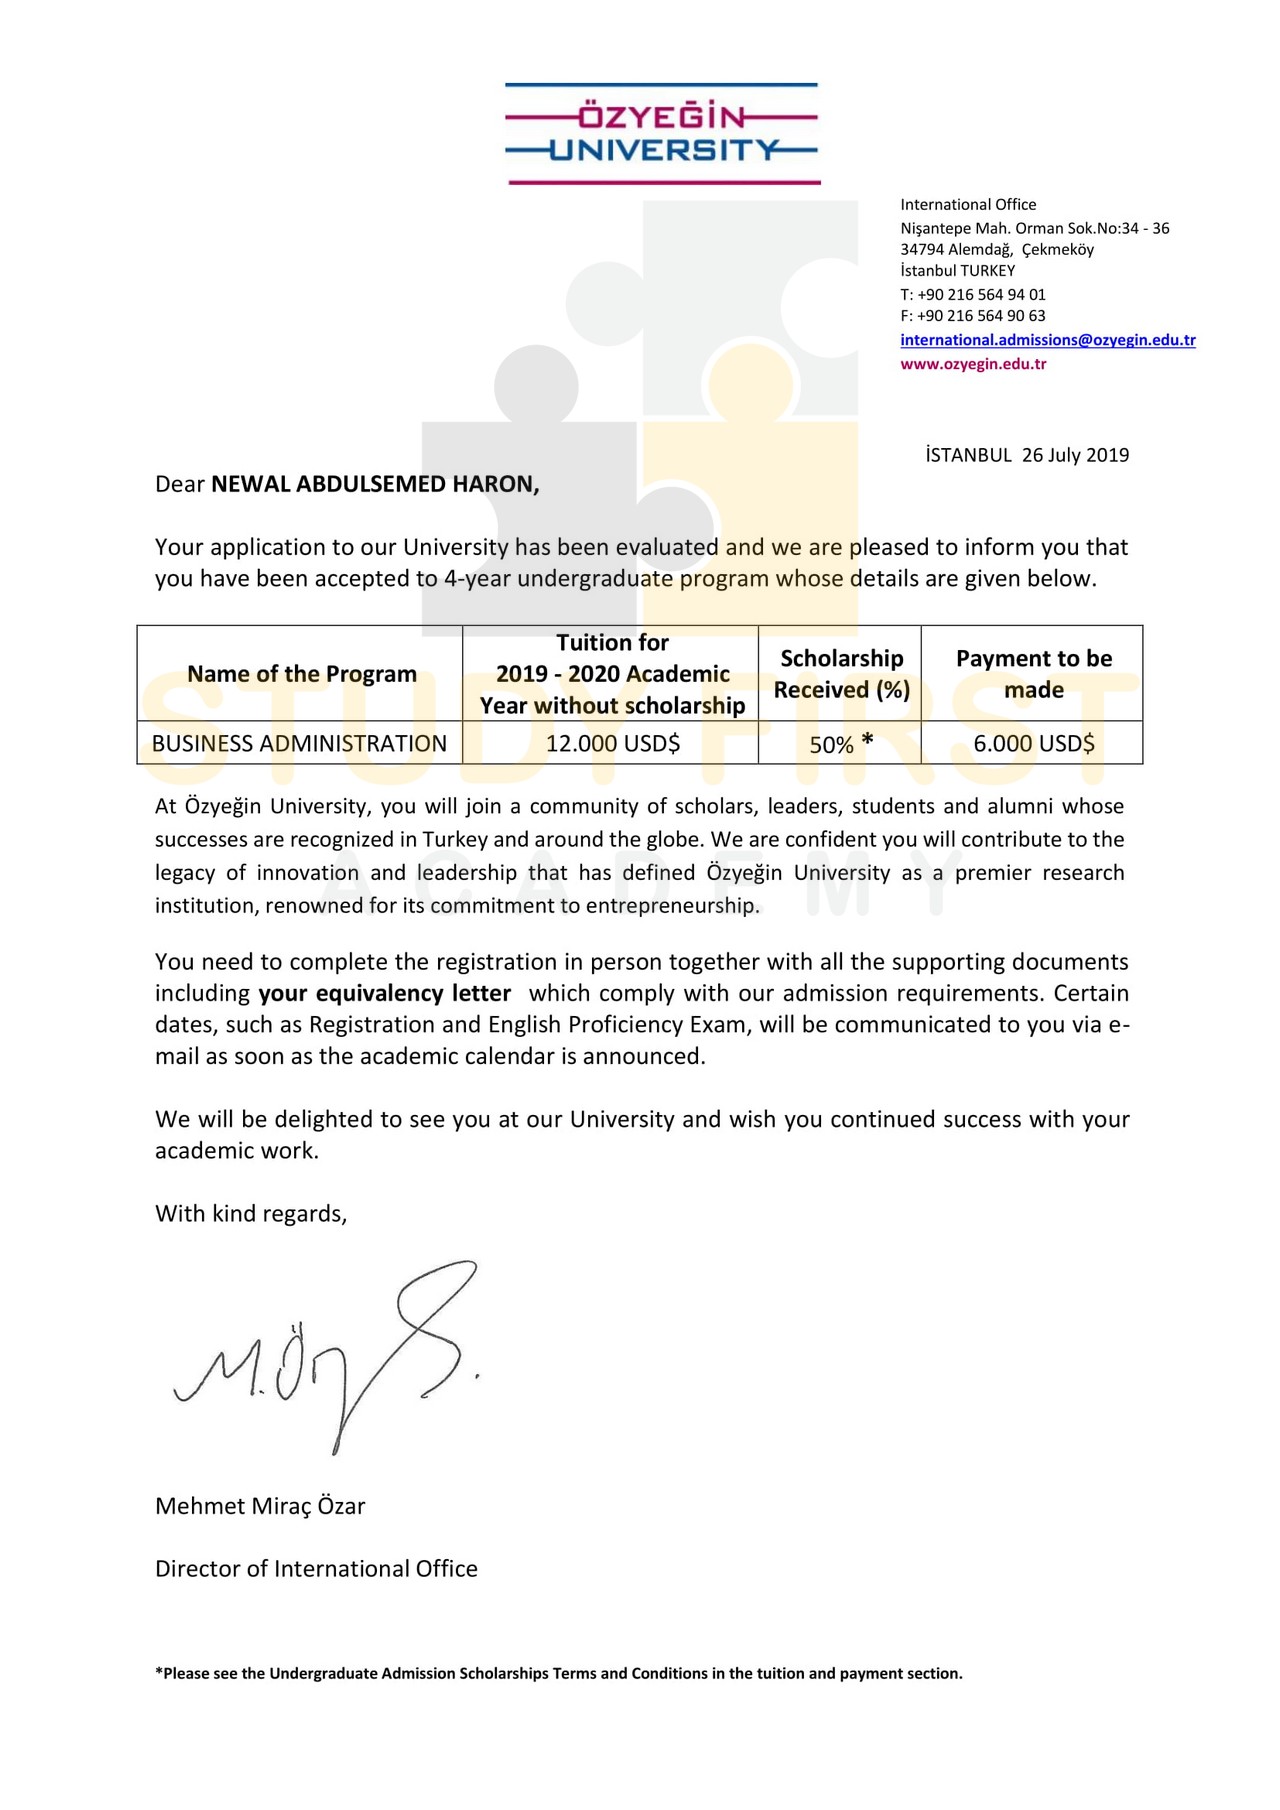 ÖZYEĞİN
UNIVERSITY
International Office
Nişantepe Mah. Orman Sok.No:34 - 36
34794 Alemdağ,  Çekmeköy
İstanbul TURKEY
T: +90 216 564 94 01
F: +90 216 564 90 63
international.admissions@ozyegin.edu.tr
www.ozyegin.edu.tr
İSTANBUL  26 July 2019
Dear NEWAL ABDULSEMED HARON,
Your application to our University has been evaluated and we are pleased to inform you that
you have been accepted to 4-year undergraduate program whose details are given below.
Name of the Program
Tuition for
2019 - 2020 Academic
Year without scholarship
Scholarship
Received (%)
Payment to be
made
BUSINESS ADMINISTRATION
12.000 USD$
50% *
6.000 USD$
STUDY FIRST
ACADEMY
At Özyeğin University, you will join a community of scholars, leaders, students and alumni whose
successes are recognized in Turkey and around the globe. We are confident you will contribute to the
legacy of innovation and leadership that has defined Özyeğin University as a premier research
institution, renowned for its commitment to entrepreneurship.
You need to complete the registration in person together with all the supporting documents
including your equivalency letter  which comply with our admission requirements. Certain
dates, such as Registration and English Proficiency Exam, will be communicated to you via e-
mail as soon as the academic calendar is announced.
We will be delighted to see you at our University and wish you continued success with your
academic work.
With kind regards,
Mehmet Miraç Özar
Director of International Office
*Please see the Undergraduate Admission Scholarships Terms and Conditions in the tuition and payment section.